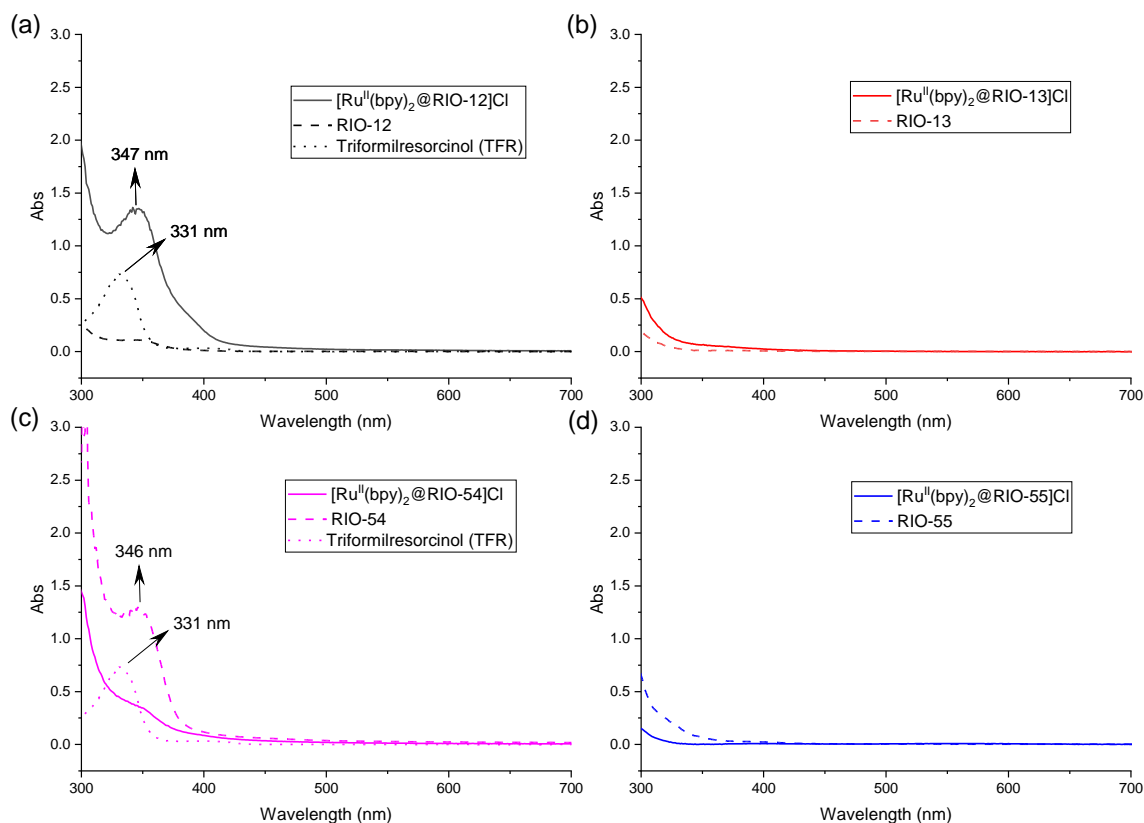 (a)
3.0
2.5
2.0
1.5
1.0
0.5
0.0
Abs
[Ru^II(bpy)₂@RIO-12]Cl
RIO-12
Triformilresorcinol (TFR)
347 nm
331 nm
300 400 500 600 700
Wavelength (nm)
(b)
3.0
2.5
2.0
1.5
1.0
0.5
0.0
Abs
[Ru^II(bpy)₂@RIO-13]Cl
RIO-13
300 400 500 600 700
Wavelength (nm)
(c)
3.0
2.5
2.0
1.5
1.0
0.5
0.0
Abs
[Ru^II(bpy)₂@RIO-54]Cl
RIO-54
Triformilresorcinol (TFR)
346 nm
331 nm
300 400 500 600 700
Wavelength (nm)
(d)
3.0
2.5
2.0
1.5
1.0
0.5
0.0
Abs
[Ru^II(bpy)₂@RIO-55]Cl
RIO-55
300 400 500 600 700
Wavelength (nm)